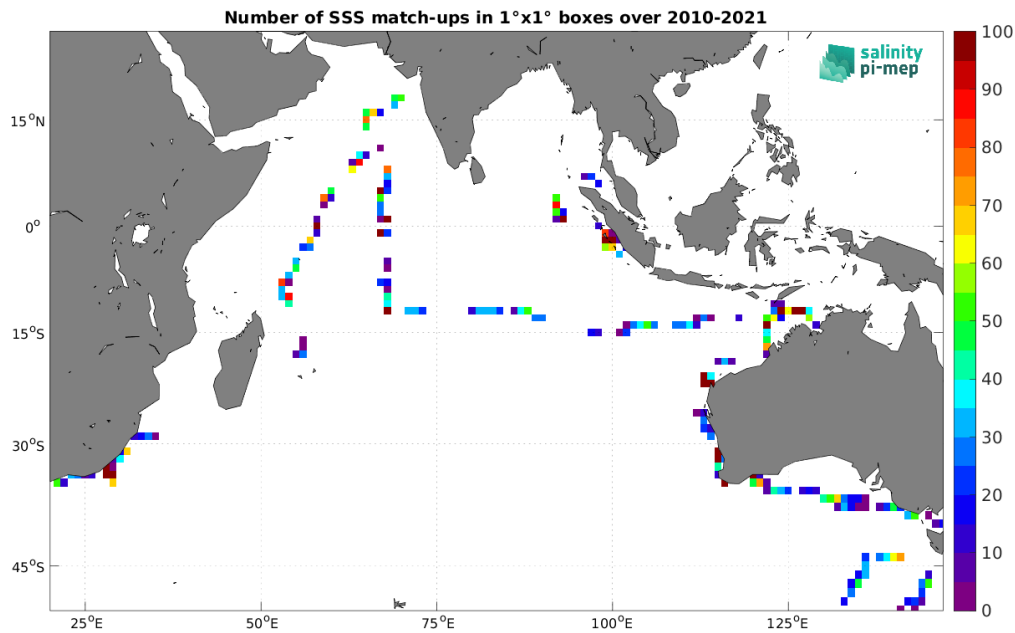 Number of SSS match-ups in 1°x1° boxes over 2010-2021
salinity
pi-mep
15°N
0°
15°S
30°S
45°S
25°E
50°E
75°E
100°E
125°E
100
90
80
70
60
50
40
30
20
10
0